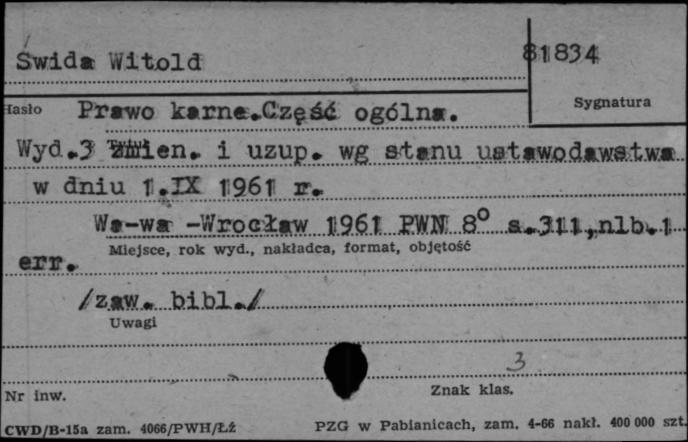 Świda Witold
81834
Sygnatura
Hasło Prawo karne.Część ogólna.
Wyd.3 zmien. i uzup. wg stanu ustawodawstwa
w dniu 1.IX 1961 r.
Wa-wa -Wrocław 1961 PWN 8° s.311,nlb.1
Miejsce, rok wyd., nakładca, format, objętość
err.
/zaw. bibl./
Uwagi
3
Nr inw.
Znak klas.
CWD/B-15a zam. 4066/PWH/Łź
PZG w Pabianicach, zam. 4-66 nakł. 400 000 szt.